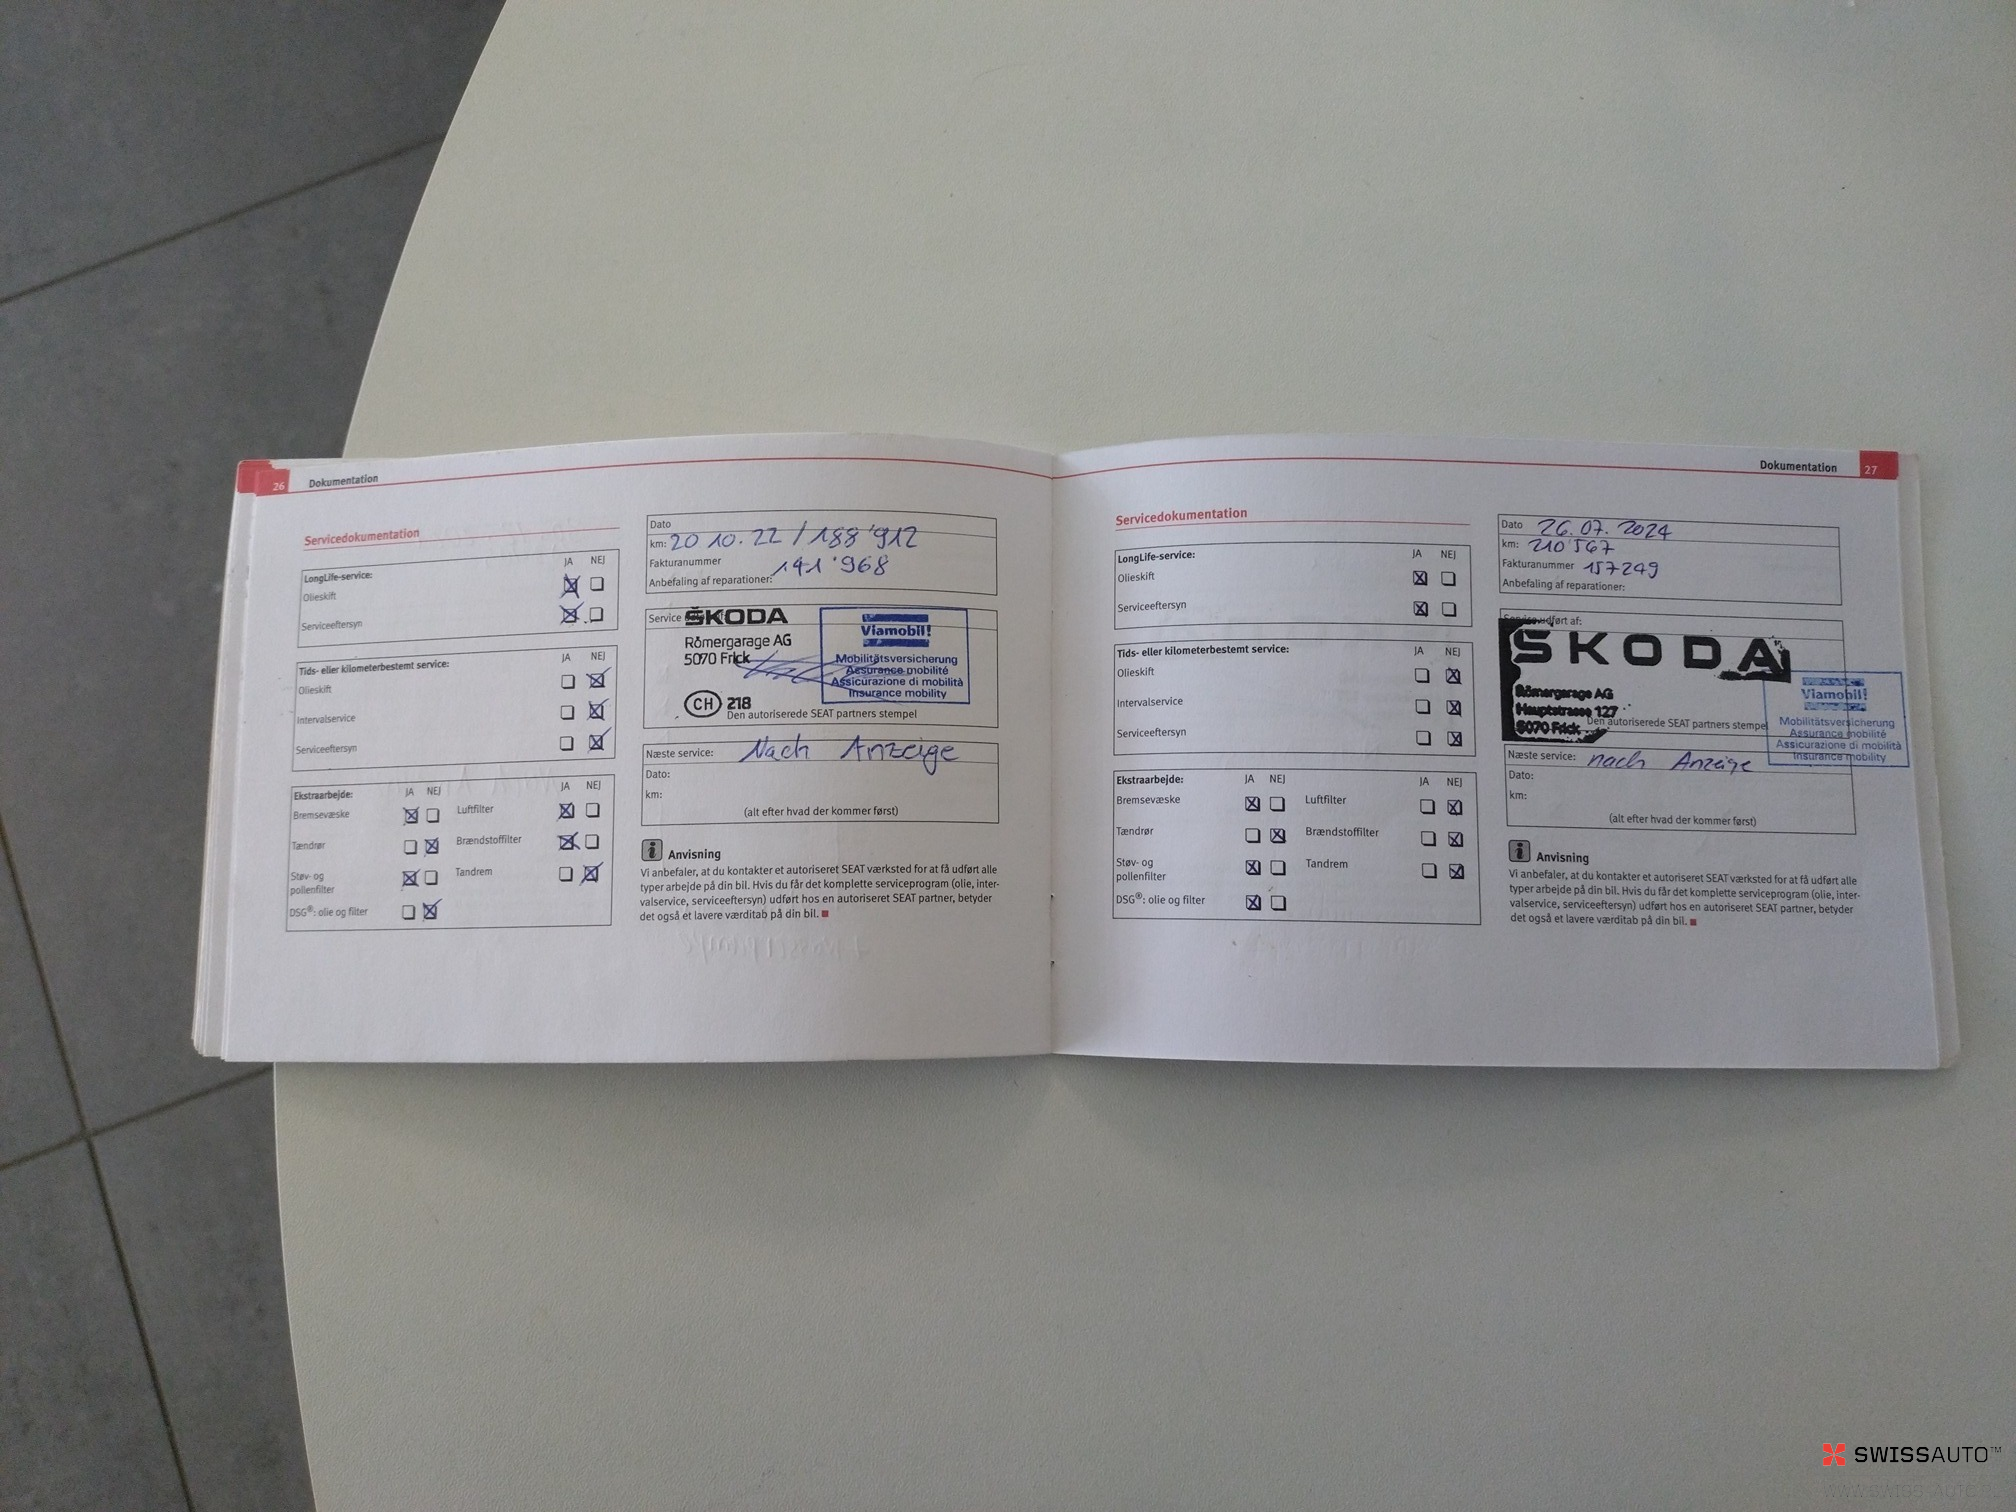 26 Dokumentation
Servicedokumentation
LongLife-service: JA NEJ
Olieskift
Serviceeftersyn
Tids- eller kilometerbestemt service: JA NEJ
Olieskift
Intervalservice
Serviceeftersyn
Ekstraarbejde: JA NEJ JA NEJ
Bremsevæske Luftfilter
Tændrør Brændstoffilter
Støv- og
pollenfilter
Tandrem
DSG®: olie og filter
Dato
km: 20 10.22 / 188'912
Fakturanummer 141'968
Anbefaling af reparationer:
Service
ŠKODA
Römergarage AG
5070 Frick
CH 218
Viamobil!
Mobilitätsversicherung
Assurance mobilité
Assicurazione di mobilità
Insurance mobility
Den autoriserede SEAT partners stempel
Næste service: Nach Anzeige
Dato:
km:
(alt efter hvad der kommer først)
Anvisning
Vi anbefaler, at du kontakter et autoriseret SEAT værksted for at få udført alle
typer arbejde på din bil. Hvis du får det komplette serviceprogram (olie, inter-
valservice, serviceeftersyn) udført hos en autoriseret SEAT partner, betyder
det også et lavere værditab på din bil.
Dokumentation 27
Servicedokumentation
LongLife-service: JA NEJ
Olieskift
Serviceeftersyn
Tids- eller kilometerbestemt service: JA NEJ
Olieskift
Intervalservice
Serviceeftersyn
Ekstraarbejde: JA NEJ JA NEJ
Bremsevæske Luftfilter
Tændrør Brændstoffilter
Støv- og
pollenfilter
Tandrem
DSG®: olie og filter
Dato 26.07.2024
km: 210'567
Fakturanummer 157249
Anbefaling af reparationer:
Service udført af:
SKODA
Römergarage AG
Hauptstrasse 127
5070 Frick
Den autoriserede SEAT partners stempel
Viamobil!
Mobilitätsversicherung
Assurance mobilité
Assicurazione di mobilità
Insurance mobility
Næste service: nach Anzeige
Dato:
km:
(alt efter hvad der kommer først)
Anvisning
Vi anbefaler, at du kontakter et autoriseret SEAT værksted for at få udført alle
typer arbejde på din bil. Hvis du får det komplette serviceprogram (olie, inter-
valservice, serviceeftersyn) udført hos en autoriseret SEAT partner, betyder
det også et lavere værditab på din bil.
SWISSAUTO™